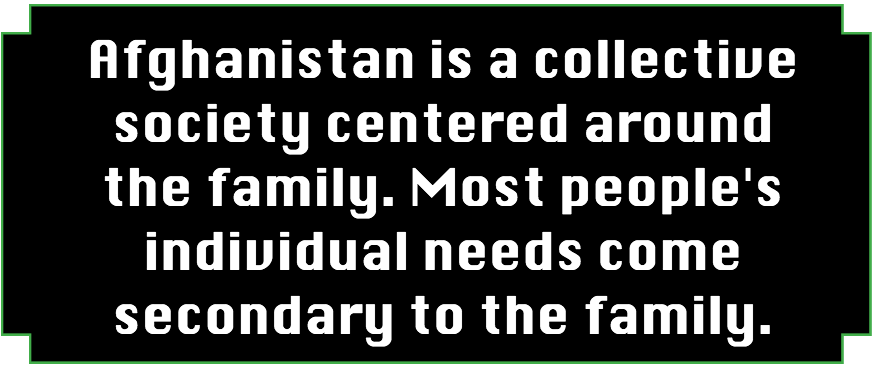 Afghanistan is a collective
society centered around
the family. Most people's
individual needs come
secondary to the family.